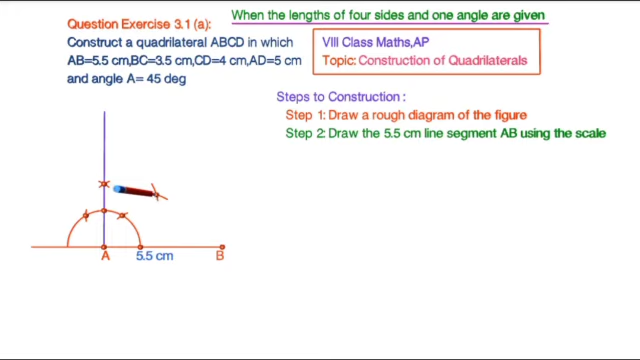 When the lengths of four sides and one angle are given
Question Exercise 3.1 (a):
Construct a quadrilateral ABCD in which
AB=5.5 cm,BC=3.5 cm,CD=4 cm,AD=5 cm
and angle A= 45 deg
VIII Class Maths,AP
Topic: Construction of Quadrilaterals
Steps to Construction :
Step 1: Draw a rough diagram of the figure
Step 2: Draw the 5.5 cm line segment AB using the scale
A 5.5 cm B